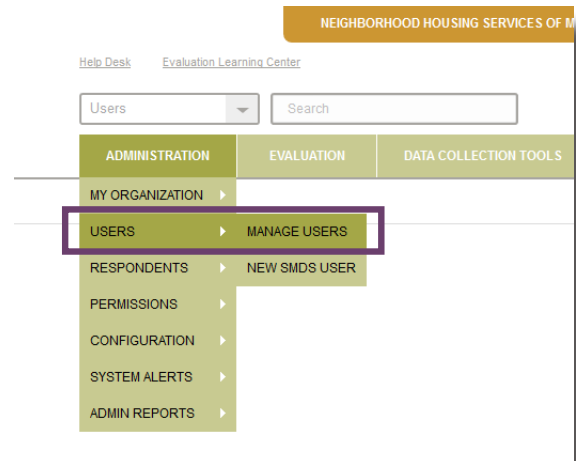 NEIGHBORHOOD HOUSING SERVICES OF M
Help Desk Evaluation Learning Center
Users Search
ADMINISTRATION EVALUATION DATA COLLECTION TOOLS
MY ORGANIZATION
USERS MANAGE USERS
RESPONDENTS NEW SMDS USER
PERMISSIONS
CONFIGURATION
SYSTEM ALERTS
ADMIN REPORTS